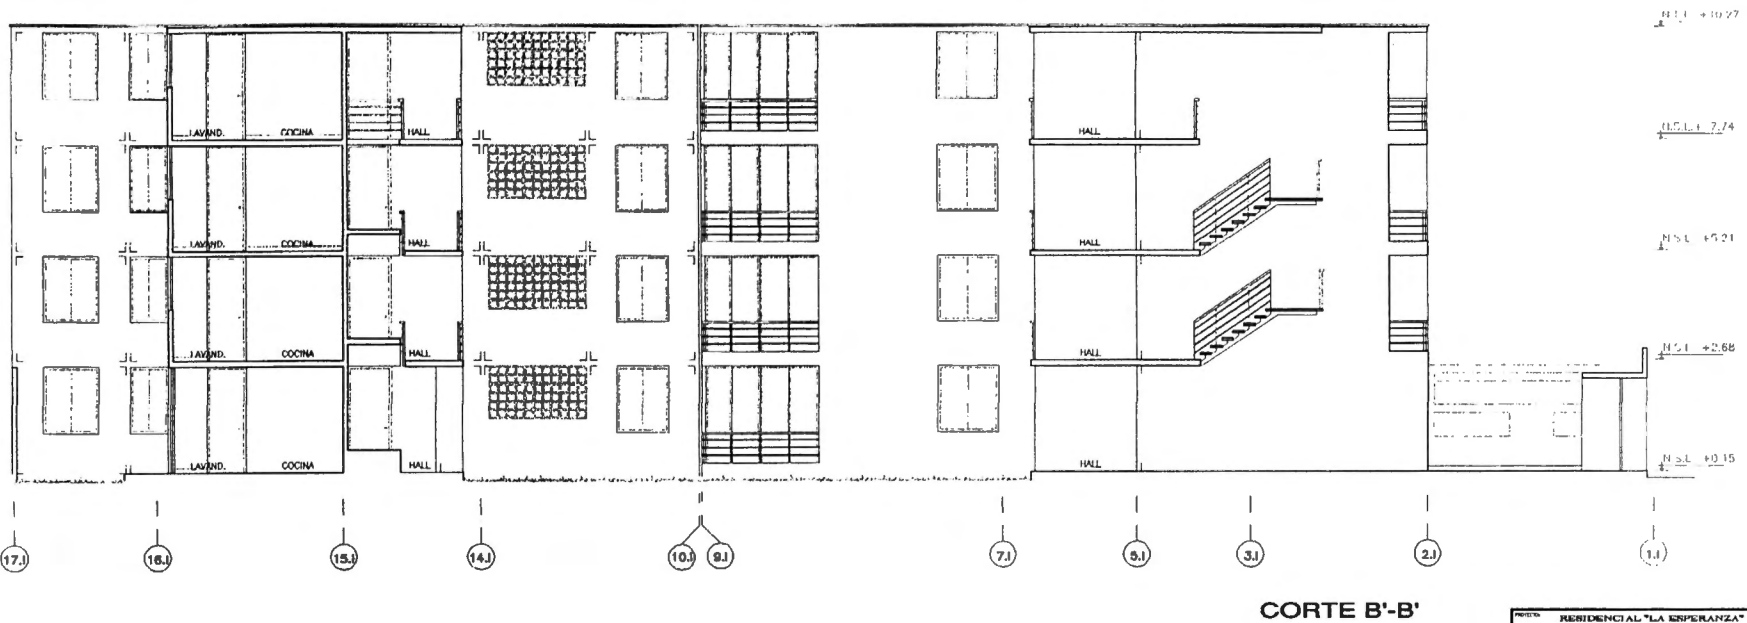 N.S.L +10.27
LAVAND. COCINA HALL HALL N.S.L + 7.74
LAVAND. COCINA HALL HALL N.S.L +5.21
LAVAND. COCINA HALL HALL N.S.L +2.68
LAVAND. COCINA HALL HALL N.S.L +0.15
17.I 16.I 15.I 14.I 10.I 9.I 7.I 5.I 3.I 2.I 1.I
CORTE B'-B'
RESIDENCIAL "LA ESPERANZA"